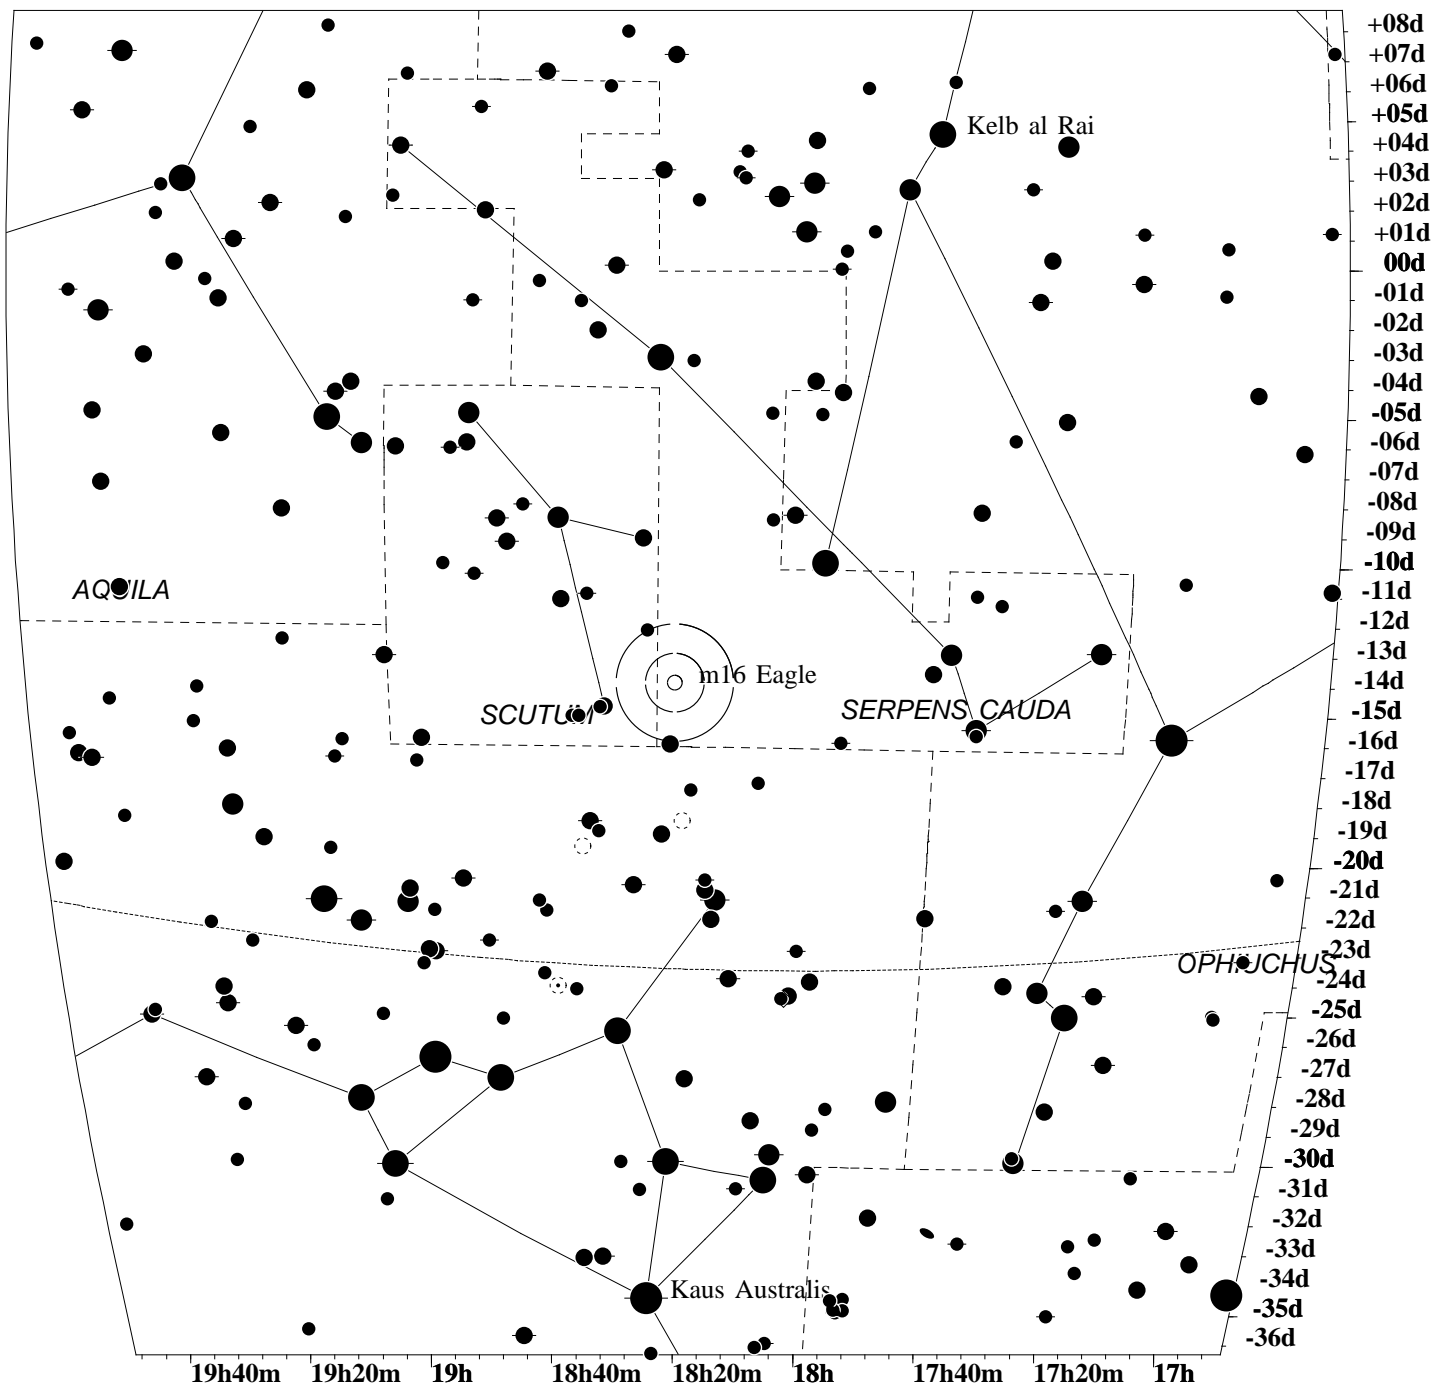 +08d
+07d
+06d
+05d
Kelb al Rai
+04d
+03d
+02d
+01d
00d
-01d
-02d
-03d
-04d
-05d
-06d
-07d
-08d
-09d
-10d
AQUILA
-11d
-12d
-13d
m16 Eagle
-14d
SCUTUM
SERPENS CAUDA
-15d
-16d
-17d
-18d
-19d
-20d
-21d
-22d
-23d
OPHIUCHUS
-24d
-25d
-26d
-27d
-28d
-29d
-30d
-31d
-32d
-33d
-34d
Kaus Australis
-35d
-36d
19h40m 19h20m 19h 18h40m 18h20m 18h 17h40m 17h20m 17h